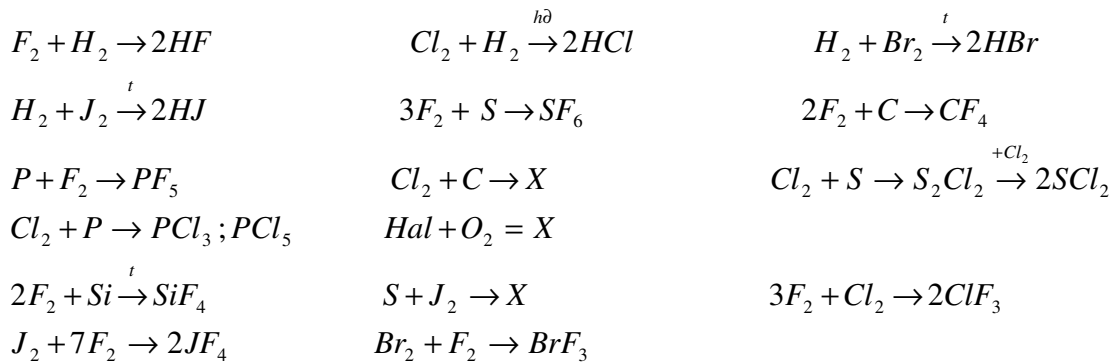 F₂ + H₂ → 2HF Cl₂ + H₂ →(h∂) 2HCl H₂ + Br₂ →(t) 2HBr
H₂ + J₂ →(t) 2HJ 3F₂ + S → SF₆ 2F₂ + C → CF₄
P + F₂ → PF₅ Cl₂ + C → X Cl₂ + S → S₂Cl₂ →(+Cl₂) 2SCl₂
Cl₂ + P → PCl₃ ; PCl₅ Hal + O₂ = X
2F₂ + Si →(t) SiF₄ S + J₂ → X 3F₂ + Cl₂ → 2ClF₃
J₂ + 7F₂ → 2JF₄ Br₂ + F₂ → BrF₃